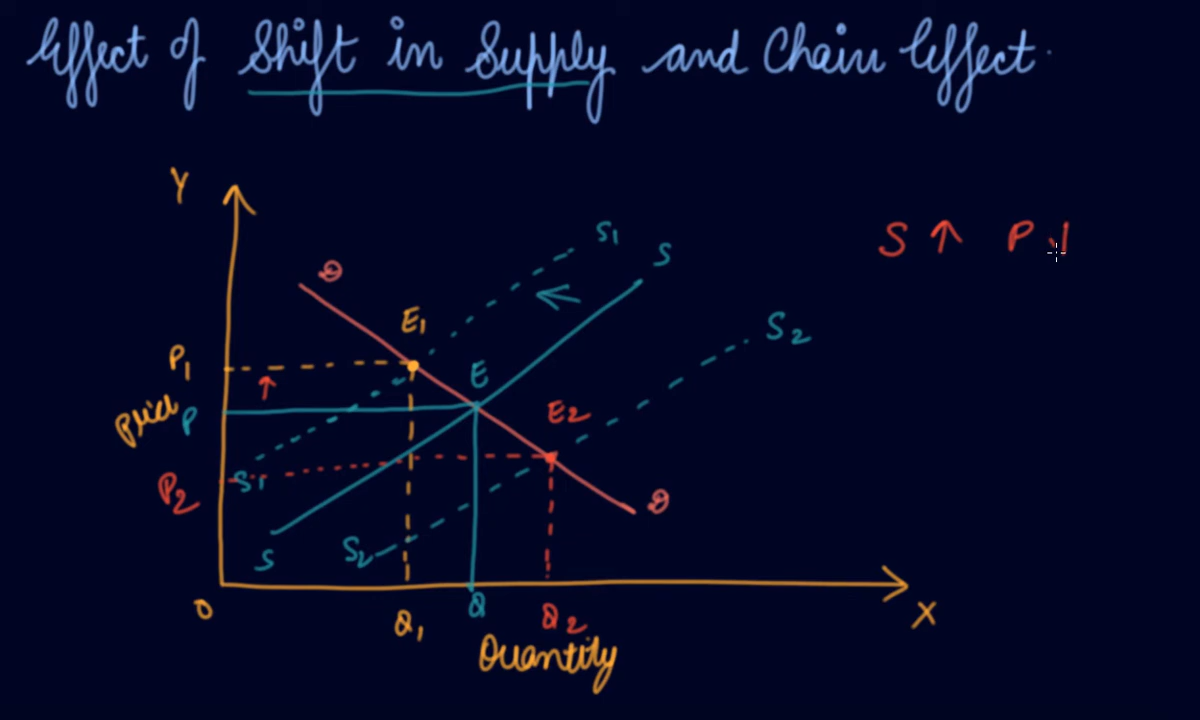 Effect of Shift in Supply and Chain Effect.
Y
S ↑ P ↓
S1
S
D
E1
S2
P1
E
Price P
E2
P2
S1
D
S
S2
O
Q1
Q
Q2
X
Quantity